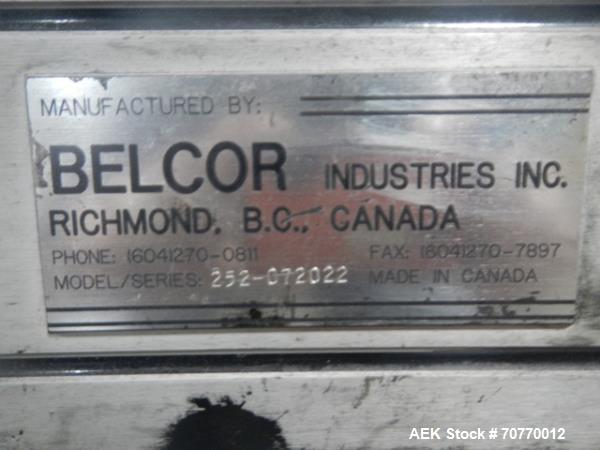 MANUFACTURED BY:
BELCOR INDUSTRIES INC.
RICHMOND, B.C., CANADA
PHONE: (604)270-0811 FAX: (604)270-7897
MODEL/SERIES: 252-072022 MADE IN CANADA
AEK Stock # 70770012